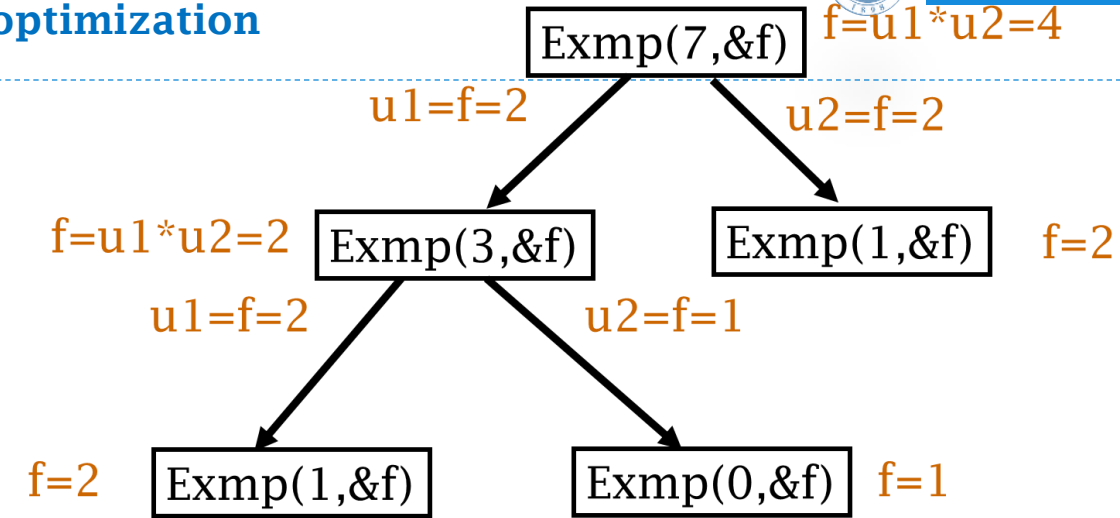 optimization
Exmp(7,&f)
f=u1*u2=4
1898
u1=f=2
u2=f=2
f=u1*u2=2
Exmp(3,&f)
Exmp(1,&f)
f=2
u1=f=2
u2=f=1
f=2
Exmp(1,&f)
Exmp(0,&f)
f=1